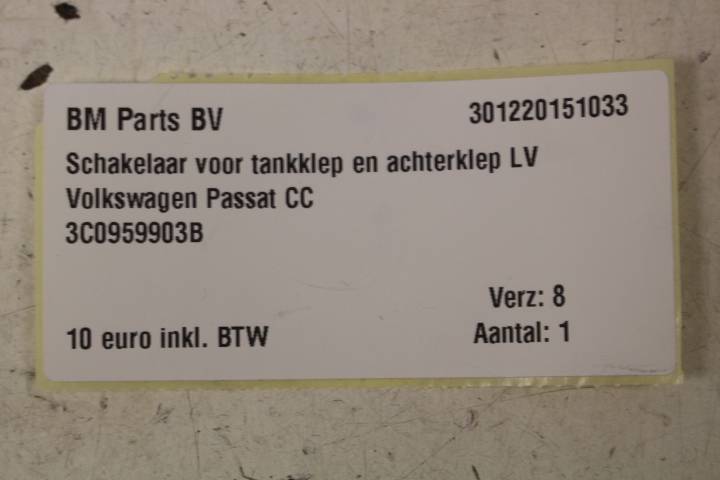 BM Parts BV 301220151033
Schakelaar voor tankklep en achterklep LV
Volkswagen Passat CC
3C0959903B
Verz: 8
10 euro inkl. BTW Aantal: 1